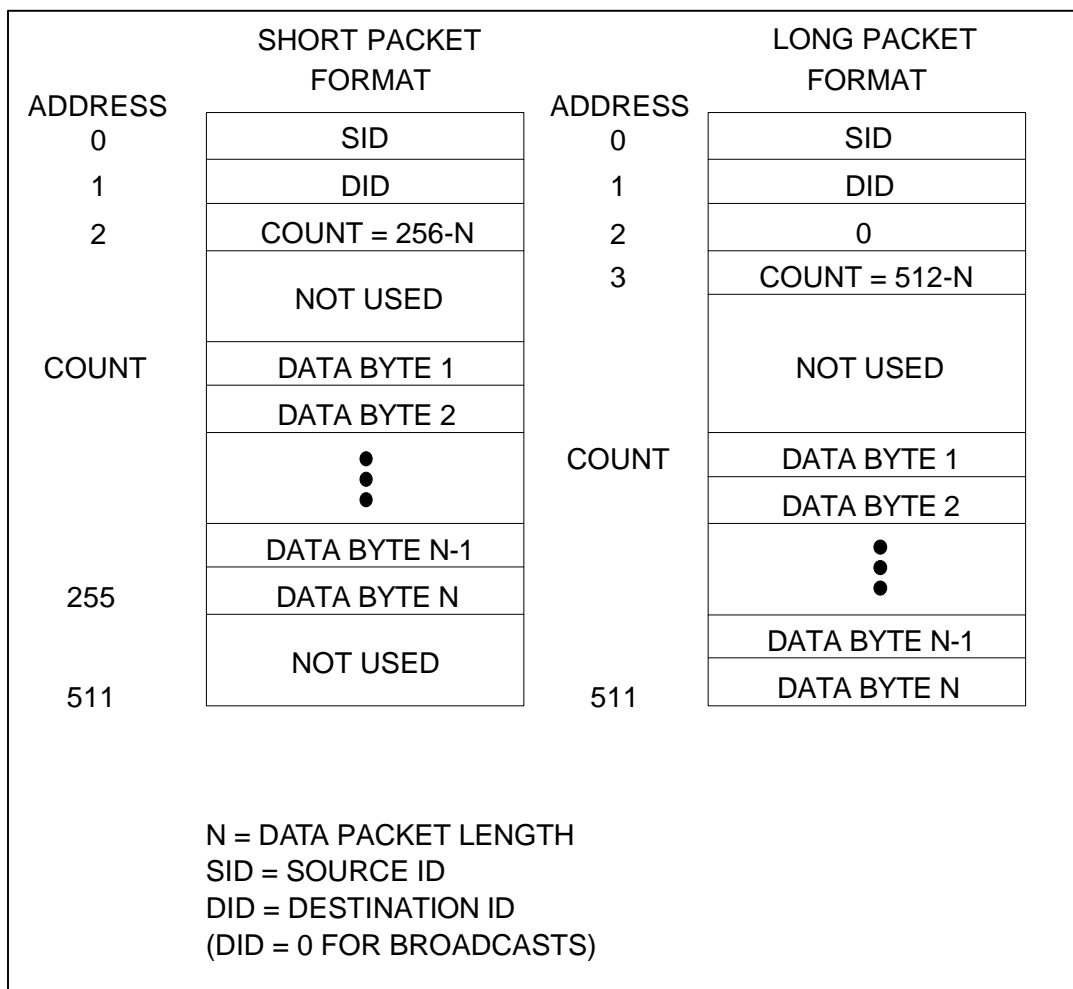 SHORT PACKET
FORMAT
ADDRESS
0 SID
1 DID
2 COUNT = 256-N
NOT USED
COUNT DATA BYTE 1
DATA BYTE 2
DATA BYTE N-1
255 DATA BYTE N
NOT USED
511
LONG PACKET
FORMAT
ADDRESS
0 SID
1 DID
2 0
3 COUNT = 512-N
NOT USED
COUNT DATA BYTE 1
DATA BYTE 2
DATA BYTE N-1
511 DATA BYTE N
N = DATA PACKET LENGTH
SID = SOURCE ID
DID = DESTINATION ID
(DID = 0 FOR BROADCASTS)